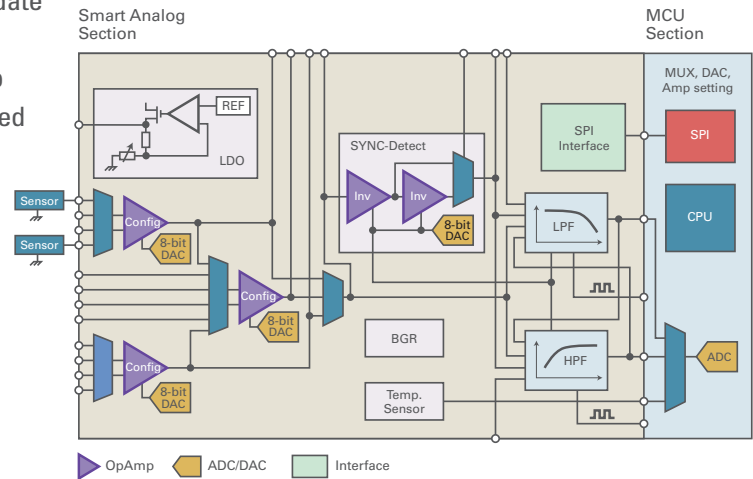 date
ed
Smart Analog
Section
MCU
Section
REF
LDO
MUX, DAC,
Amp setting
SPI
Interface
SPI
SYNC-Detect
Inv
Inv
8-bit
DAC
CPU
Sensor
Sensor
Config
8-bit
DAC
LPF
Config
8-bit
DAC
BGR
HPF
ADC
Config
8-bit
DAC
Temp.
Sensor
OpAmp
ADC/DAC
Interface